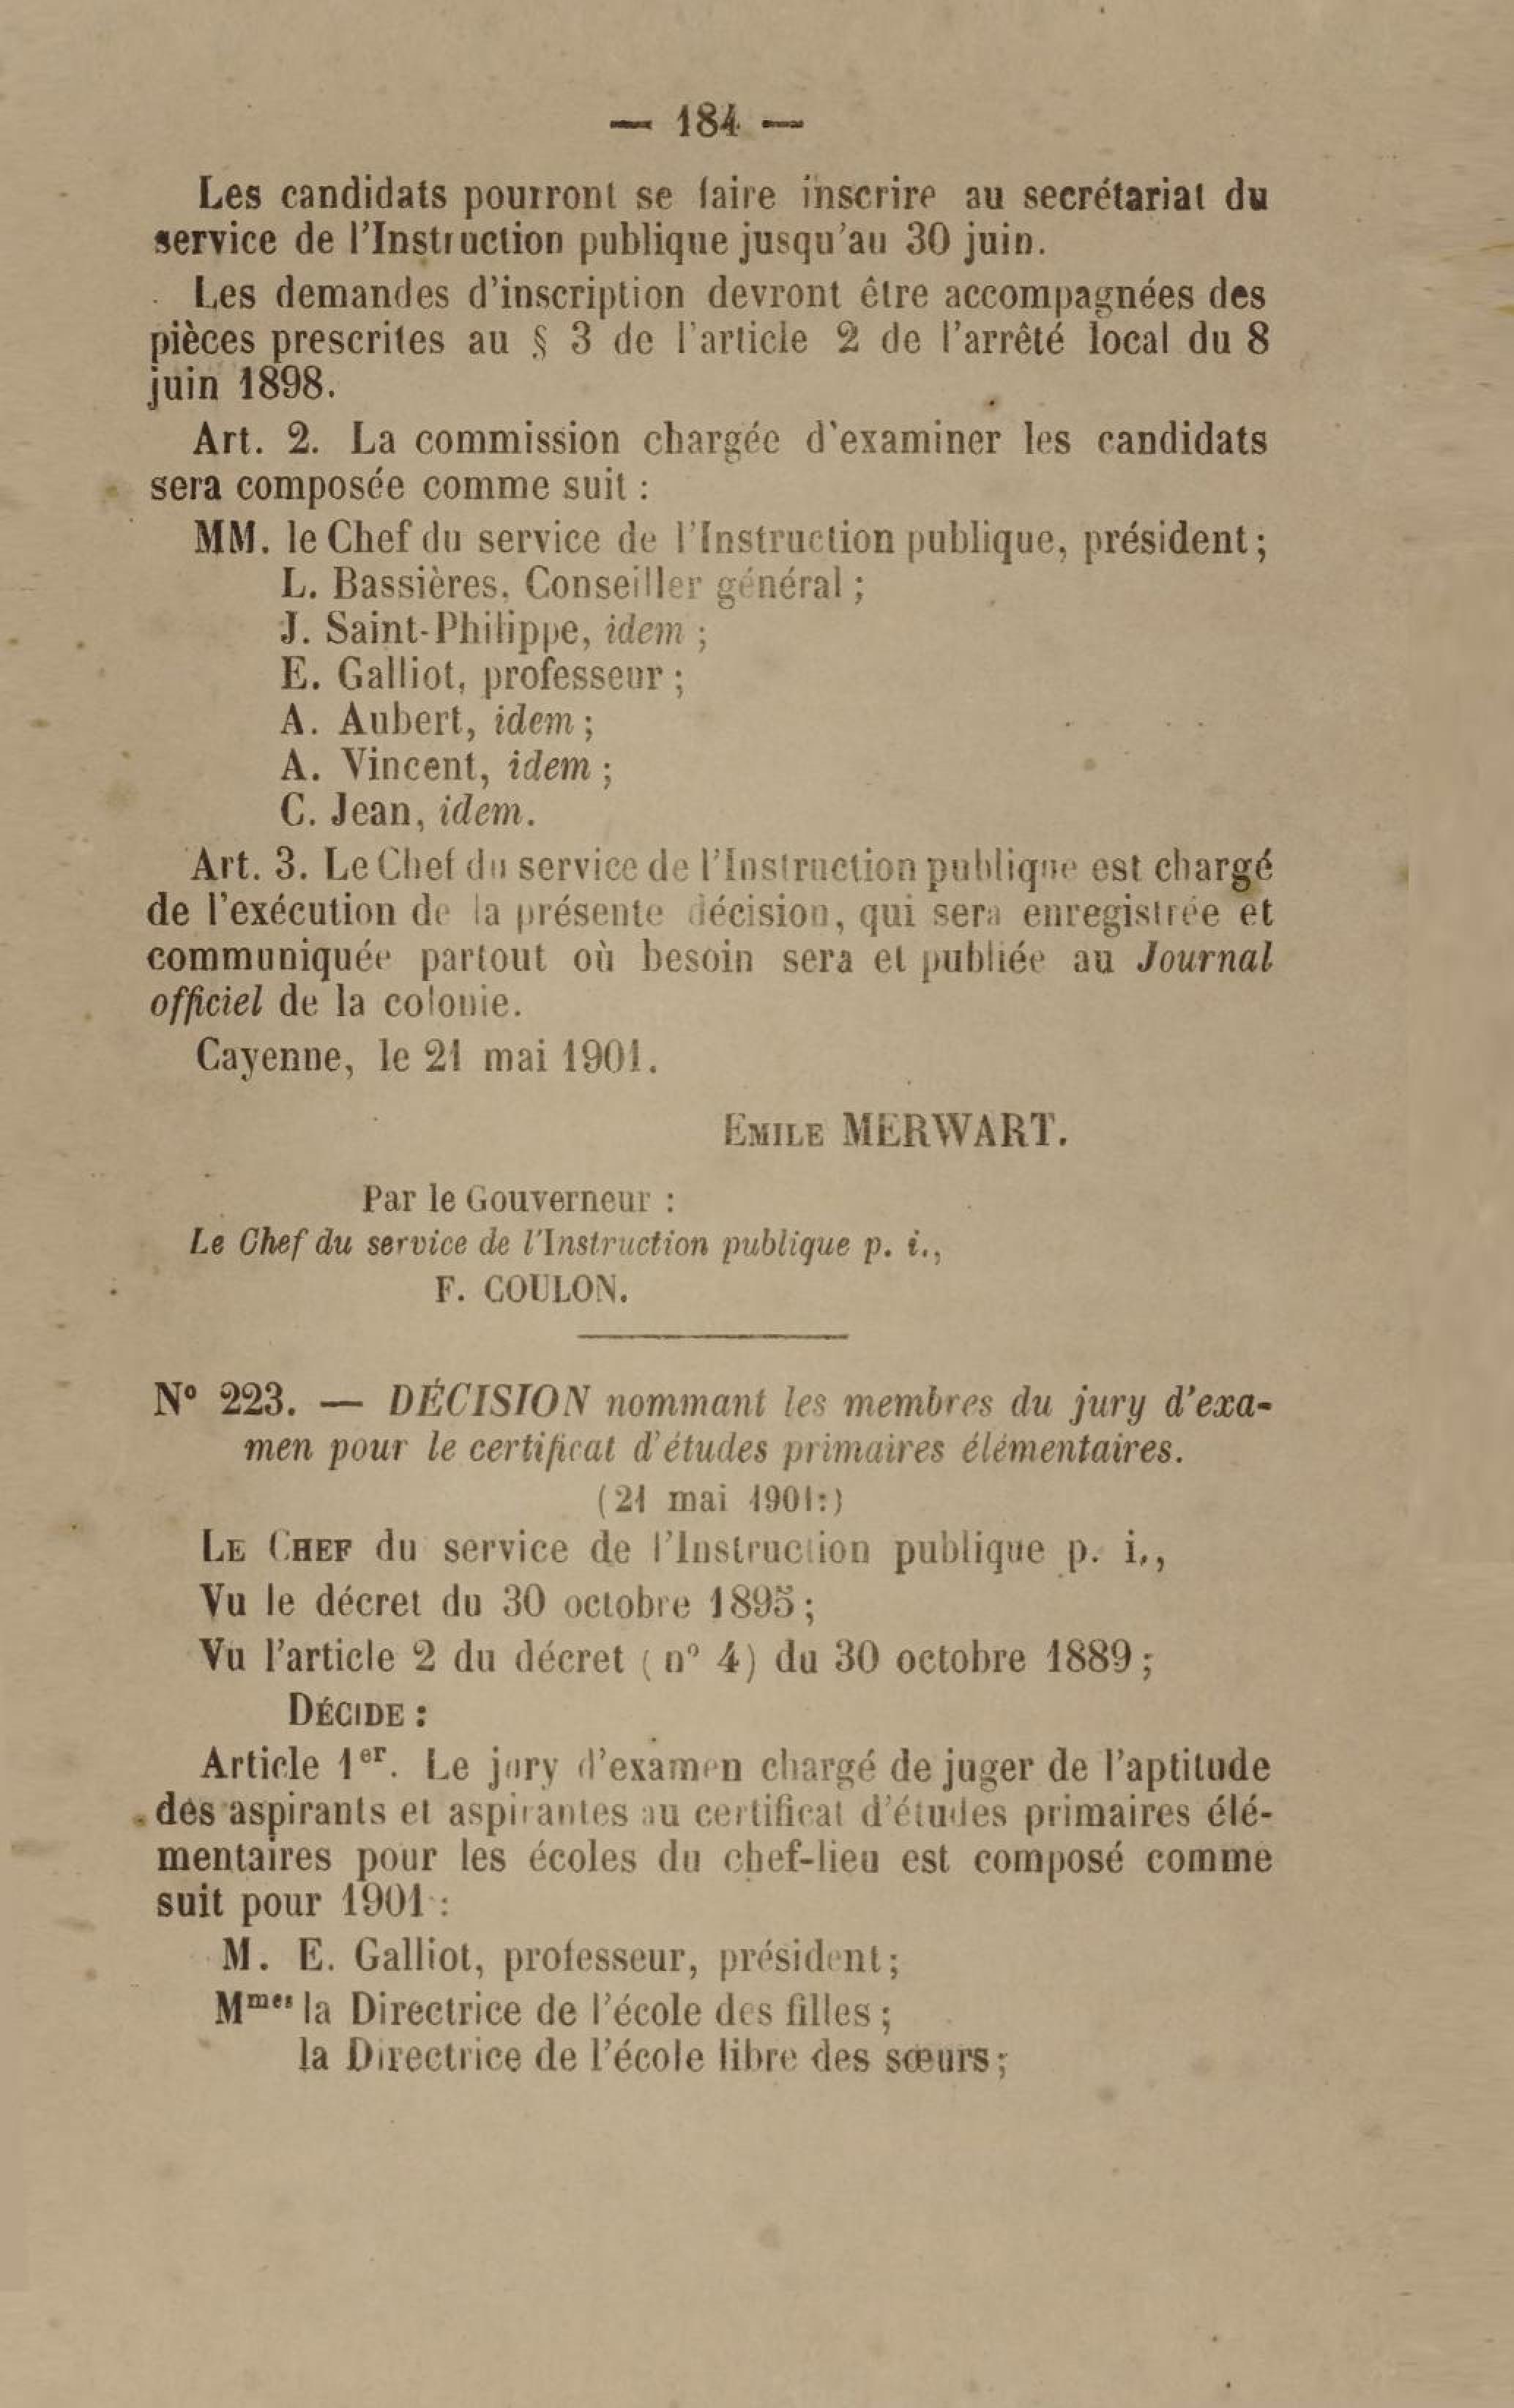 — 184 —
Les candidats pourront se faire inscrire au secrétariat du
service de l'Instruction publique jusqu'au 30 juin.
Les demandes d'inscription devront être accompagnées des
pièces prescrites au § 3 de l'article 2 de l'arrêté local du 8
juin 1898.
Art. 2. La commission chargée d'examiner les candidats
sera composée comme suit :
MM. le Chef du service de l'Instruction publique, président ;
L. Bassières, Conseiller général ;
J. Saint-Philippe, idem ;
E. Galliot, professeur ;
A. Aubert, idem ;
A. Vincent, idem ;
C. Jean, idem.
Art. 3. Le Chef du service de l'Instruction publique est chargé
de l'exécution de la présente décision, qui sera enregistrée et
communiquée partout où besoin sera et publiée au Journal
officiel de la colonie.
Cayenne, le 21 mai 1901.
EMILE MERWART.
Par le Gouverneur :
Le Chef du service de l'Instruction publique p. i.,
F. COULON.
N° 223. — DÉCISION nommant les membres du jury d'exa-
men pour le certificat d'études primaires élémentaires.
(21 mai 1901:)
LE CHEF du service de l'Instruction publique p. i.,
Vu le décret du 30 octobre 1895 ;
Vu l'article 2 du décret (n° 4) du 30 octobre 1889 ;
DÉCIDE :
Article 1er. Le jury d'examen chargé de juger de l'aptitude
des aspirants et aspirantes au certificat d'études primaires élé-
mentaires pour les écoles du chef-lieu est composé comme
suit pour 1901 :
M. E. Galliot, professeur, président ;
Mmes la Directrice de l'école des filles ;
la Directrice de l'école libre des sœurs ;